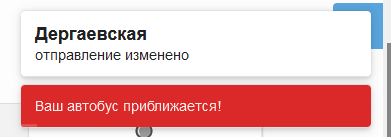 Дергаевская
отправление изменено
Ваш автобус приближается!